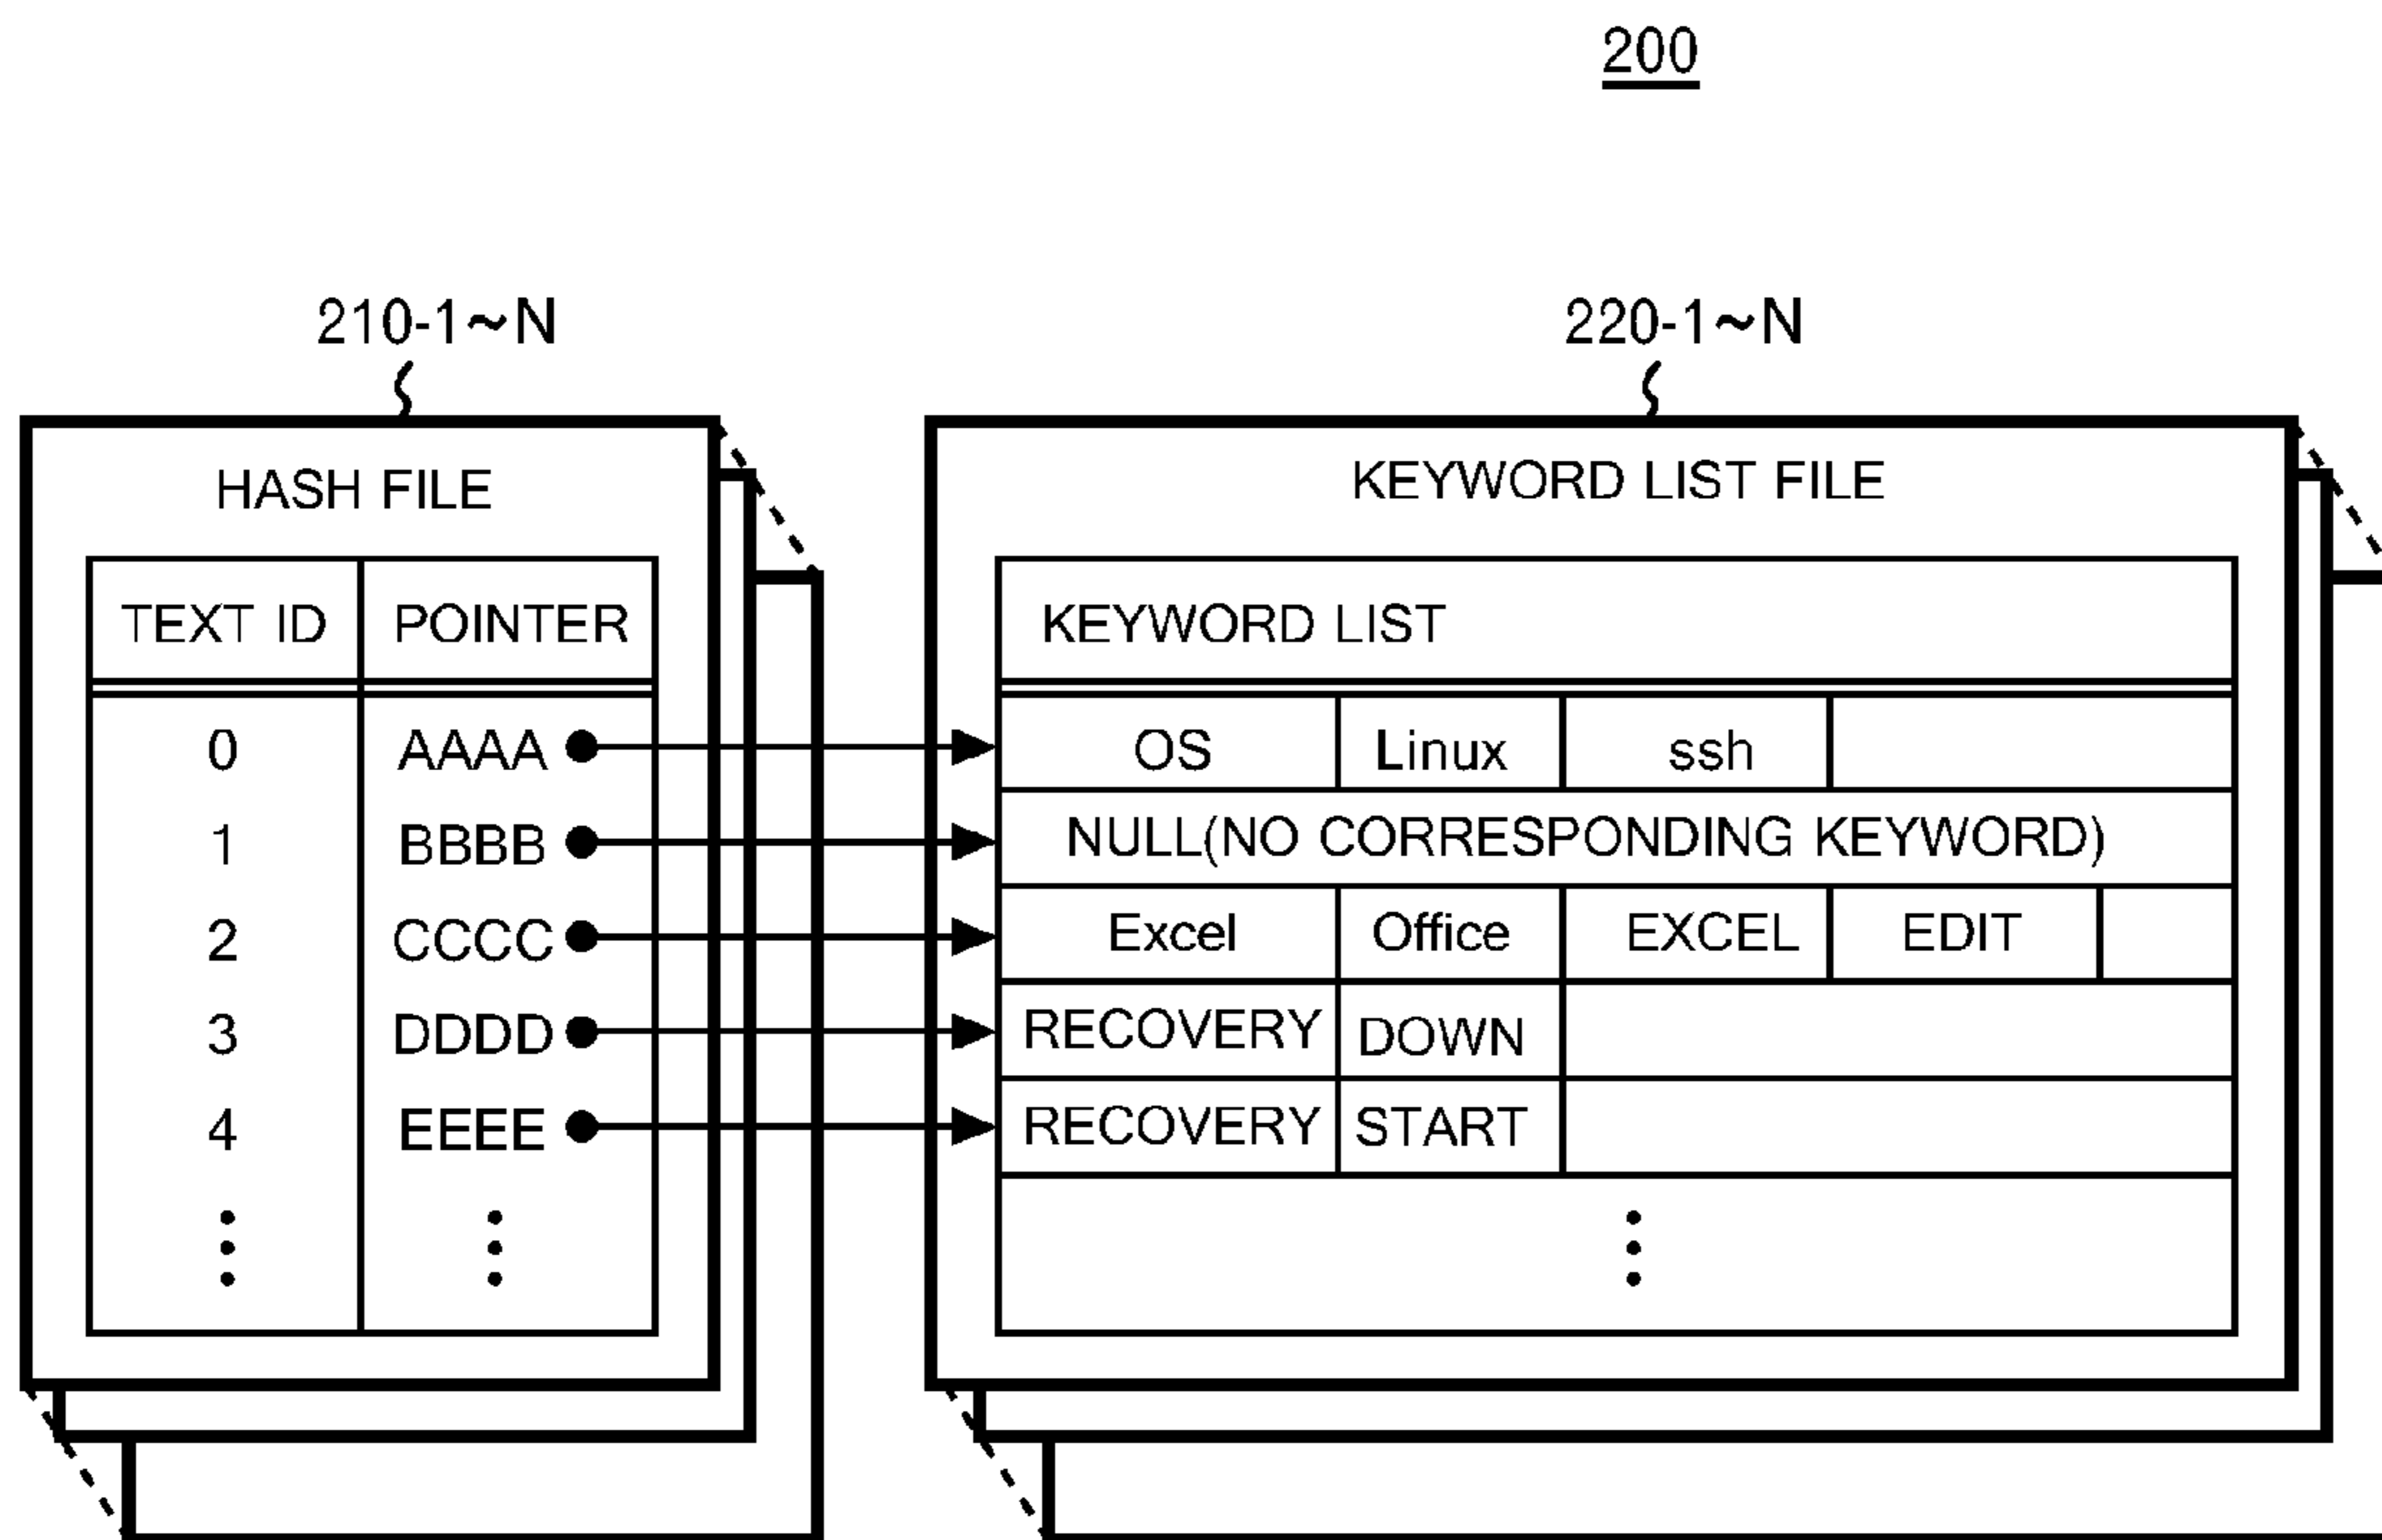 200
210-1~N
220-1~N
HASH FILE
TEXT ID POINTER
0 AAAA
1 BBBB
2 CCCC
3 DDDD
4 EEEE
KEYWORD LIST FILE
KEYWORD LIST
OS Linux ssh
NULL(NO CORRESPONDING KEYWORD)
Excel Office EXCEL EDIT
RECOVERY DOWN
RECOVERY START